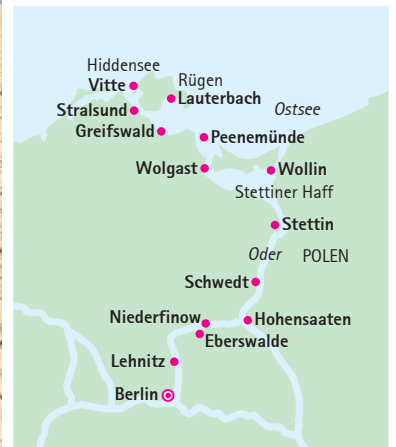 Hiddensee
Vitte
Rügen
Lauterbach
Stralsund
Ostsee
Greifswald
Peenemünde
Wolgast
Wollin
Stettiner Haff
Stettin
Oder
POLEN
Schwedt
Niederfinow
Hohensaaten
Eberswalde
Lehnitz
Berlin